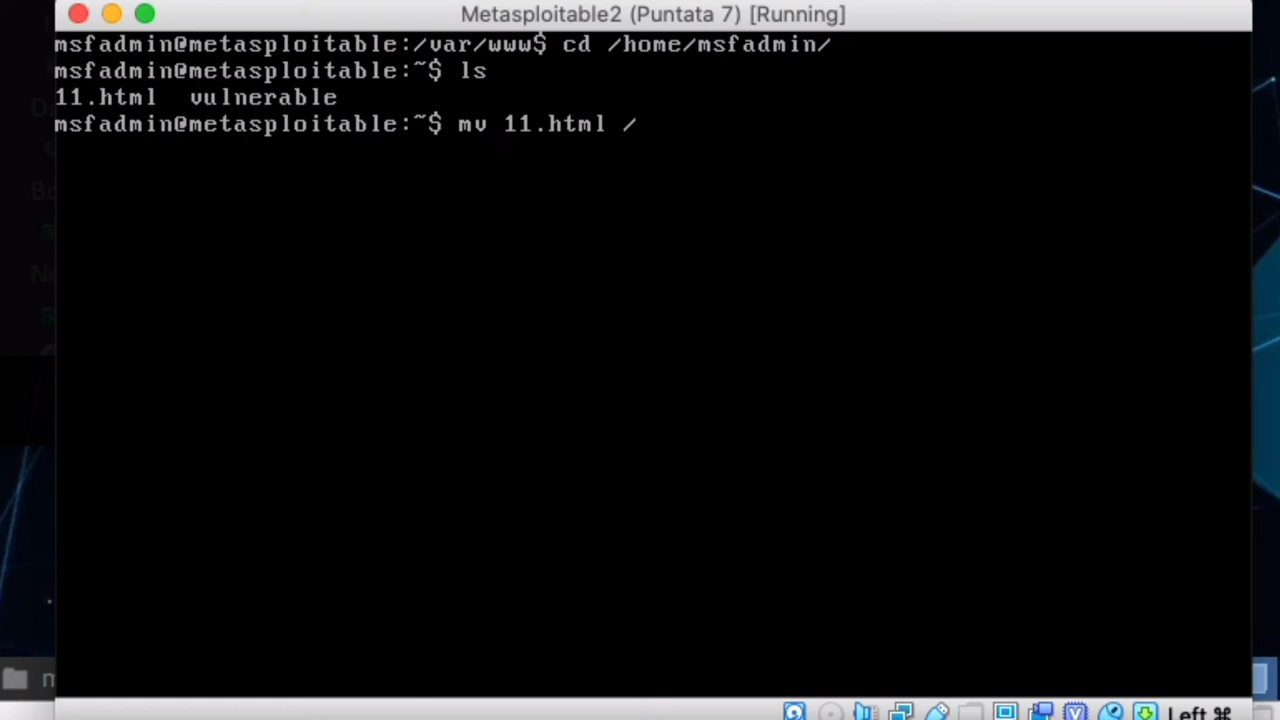 Metasploitable2 (Puntata 7) [Running]
msfadmin@metasploitable:/var/www$ cd /home/msfadmin/
msfadmin@metasploitable:~$ ls
11.html vulnerable
msfadmin@metasploitable:~$ mv 11.html /
Left ⌘